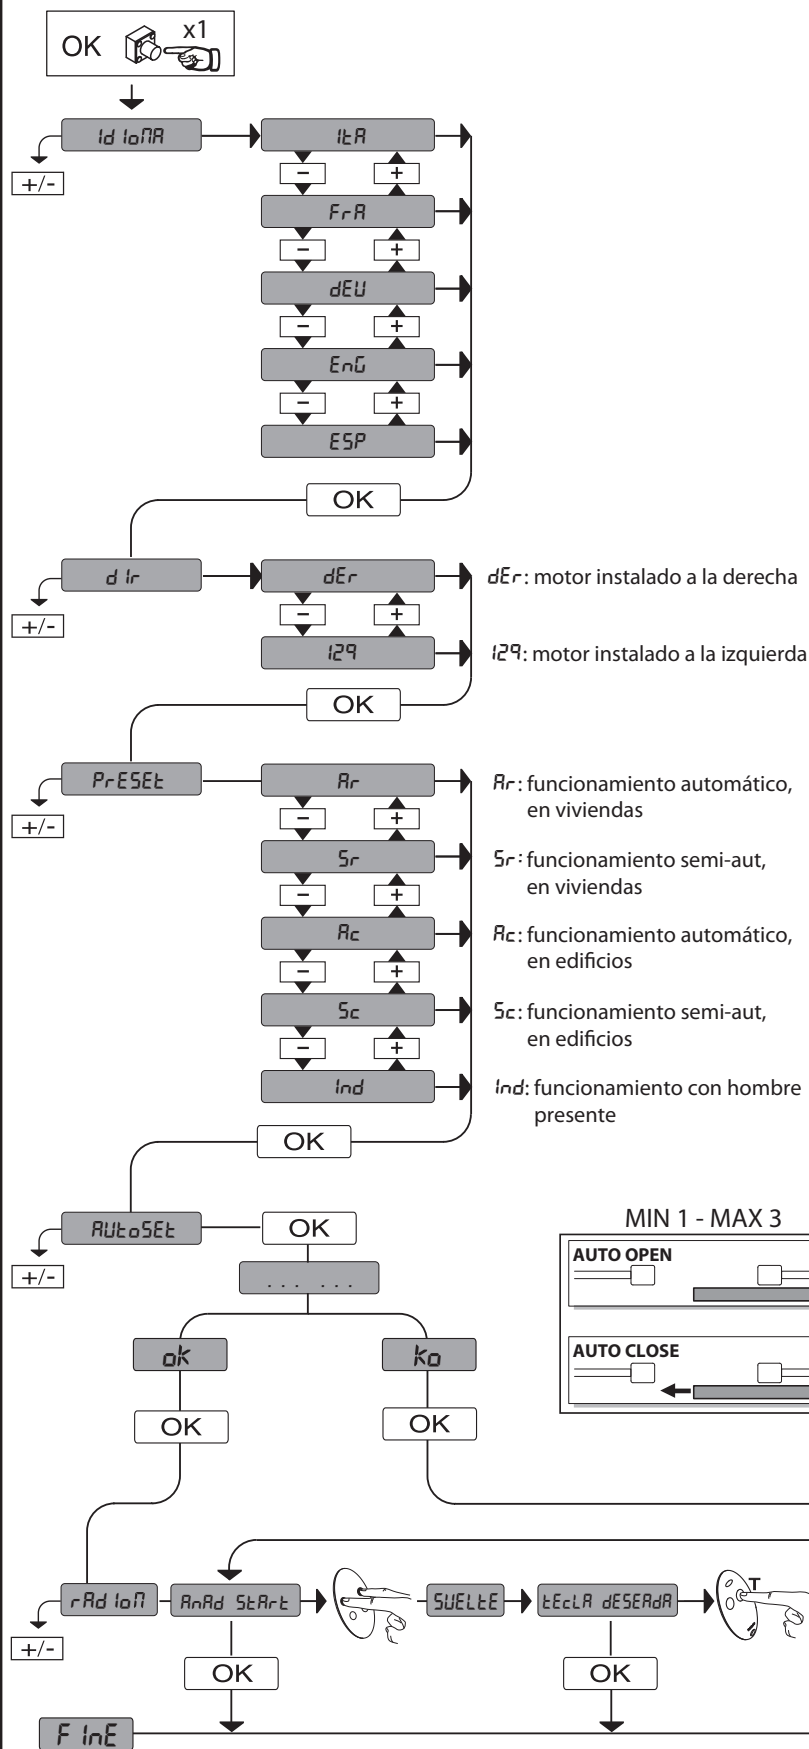 OK x1
Id IoMA
ItA
+/-
- +
FrA
- +
dEU
- +
EnG
- +
ESP
OK
d Ir
dEr
dEr: motor instalado a la derecha
+/-
- +
I29
I29: motor instalado a la izquierda
OK
PrESEt
Ar
Ar: funcionamiento automático,
en viviendas
+/-
- +
Sr
Sr: funcionamiento semi-aut,
en viviendas
- +
Ac
Ac: funcionamiento automático,
en edificios
- +
Sc
Sc: funcionamiento semi-aut,
en edificios
- +
Ind
Ind: funcionamiento con hombre
presente
OK
AUtoSEt
OK
+/-
... ...
MIN 1 - MAX 3
AUTO OPEN
AUTO CLOSE
ok
ko
OK
OK
rAd IoM
AnAd StArt
SUELtE
tEcLA dESEAdA
T
+/-
OK
OK
F InE